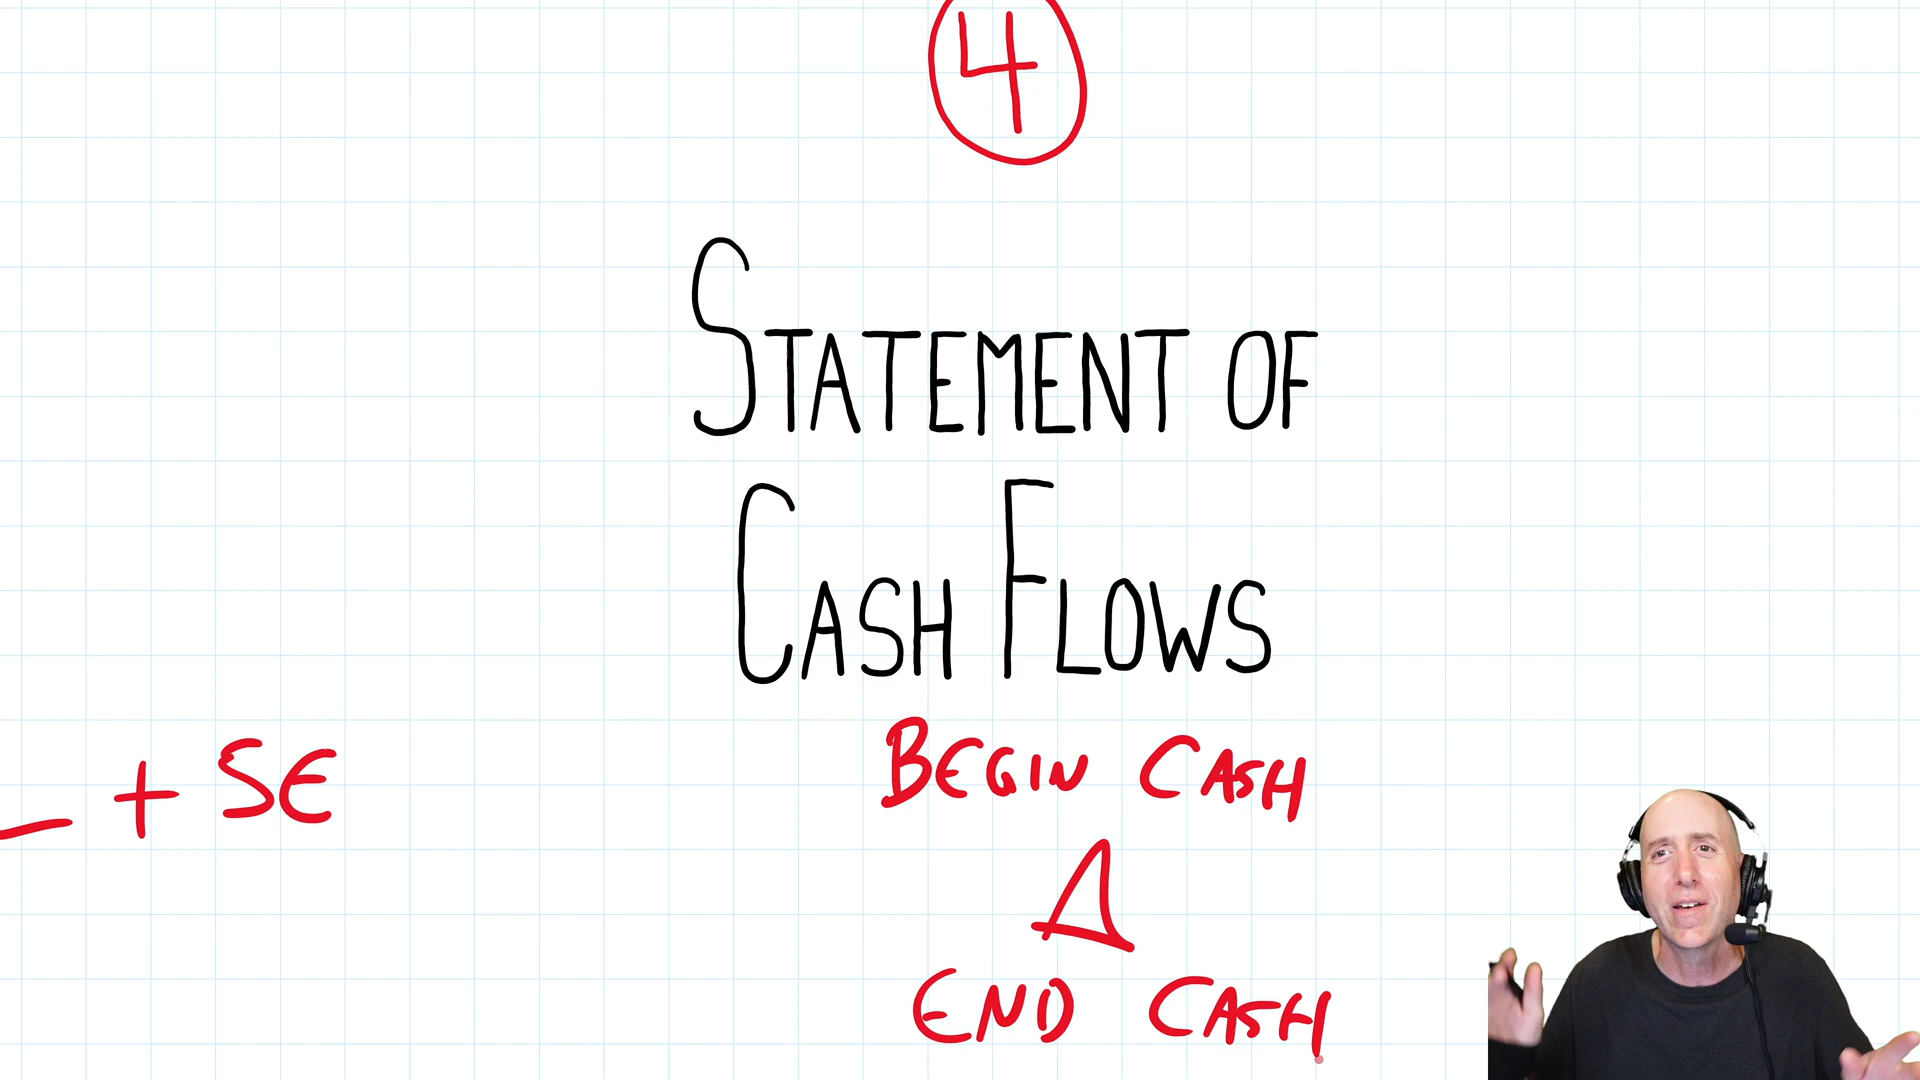 4
STATEMENT OF
CASH FLOWS
+ SE
BEGIN CASH
Δ
END CASH